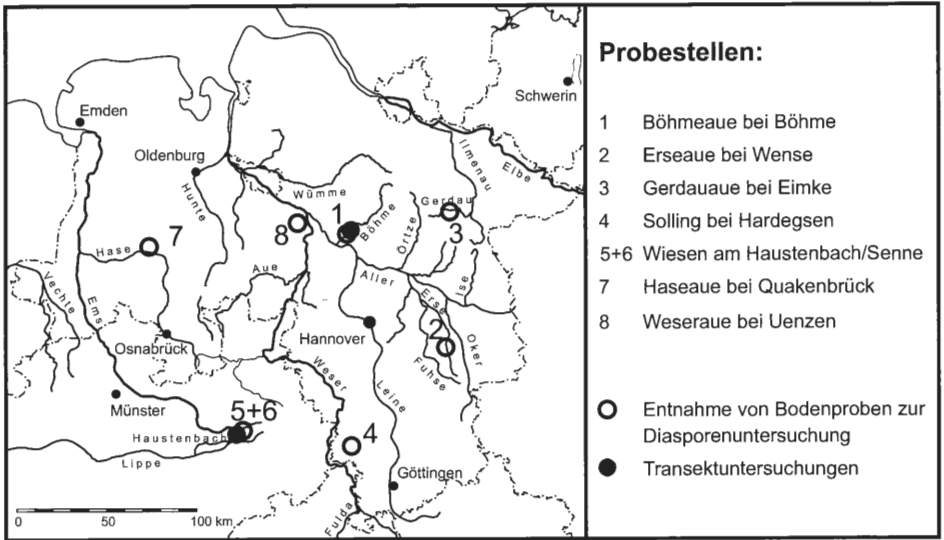 Probestellen:
1 Böhmeaue bei Böhme
2 Erseaue bei Wense
3 Gerdauaue bei Eimke
4 Solling bei Hardegsen
5+6 Wiesen am Haustenbach/Senne
7 Haseaue bei Quakenbrück
8 Weseraue bei Uenzen
Entnahme von Bodenproben zur
Diasporenuntersuchung
Transektuntersuchungen
Schwerin
Emden
Oldenburg
Ilmenau
Elbe
Hunte
Wümme
Böhme
Örtze
Gerdau
1
3
8
7
Hase
Aue
Aller
Ise
Vechte
Ems
Erse
2
Oker
Fuhse
Hannover
Osnabrück
Weser
Leine
Münster
5+6
Haustenbach
4
Lippe
Göttingen
Fulda
0 50 100 km